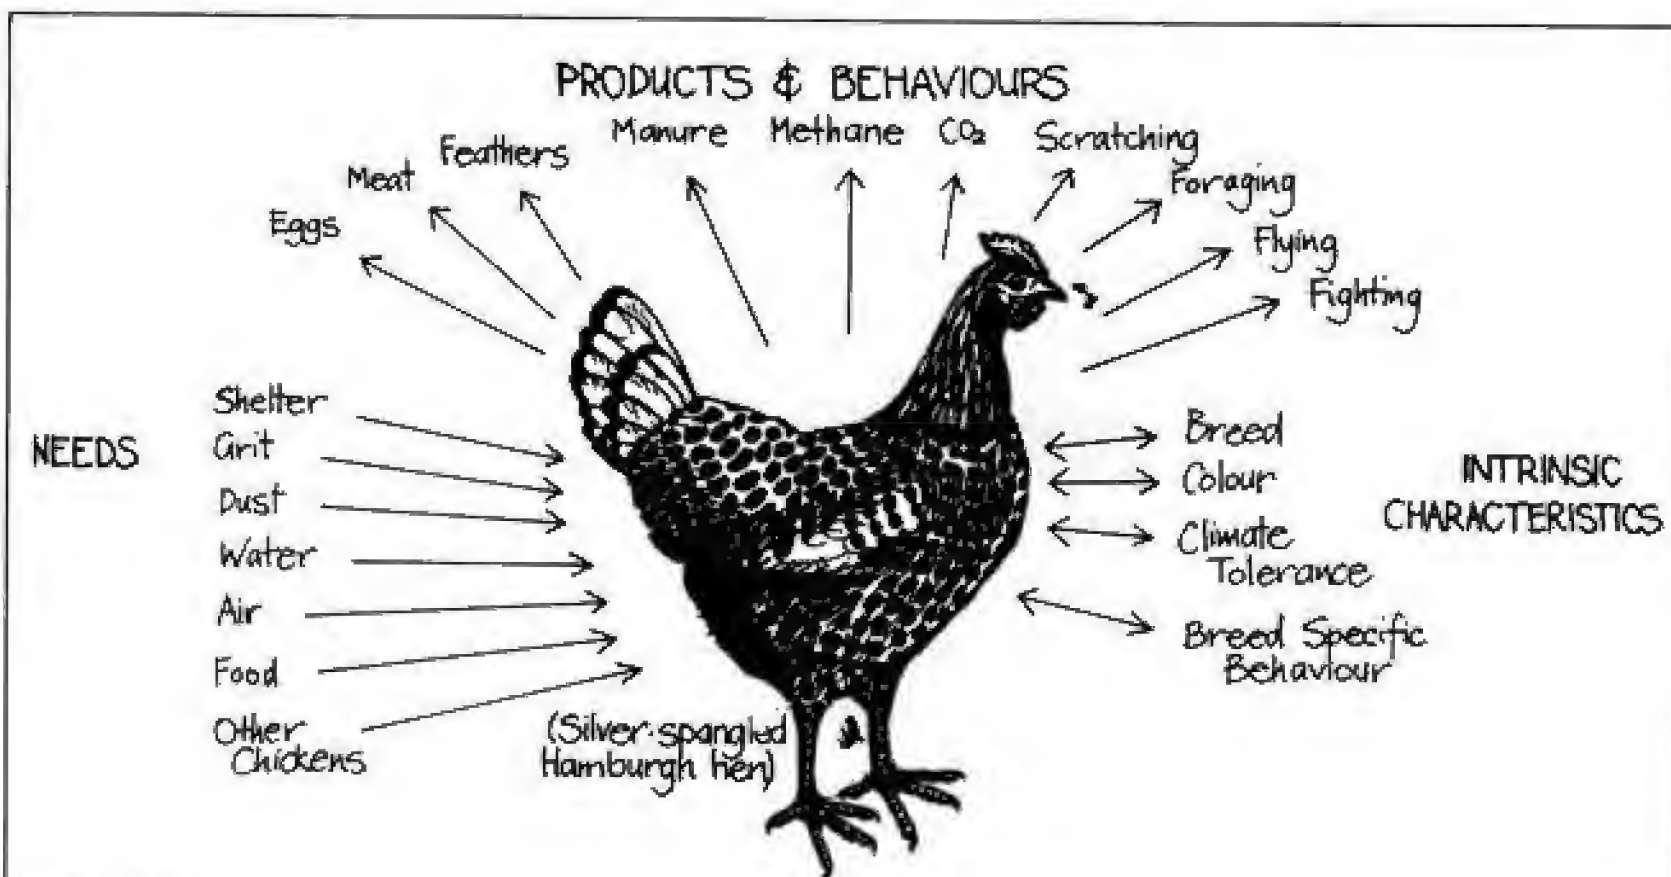 PRODUCTS & BEHAVIOURS
Eggs
Meat
Feathers
Manure
Methane
CO₂
Scratching
Foraging
Flying
Fighting
NEEDS
Shelter
Grit
Dust
Water
Air
Food
Other
Chickens
(Silver-spangled
Hamburgh hen)
Breed
Colour
Climate
Tolerance
Breed Specific
Behaviour
INTRINSIC
CHARACTERISTICS